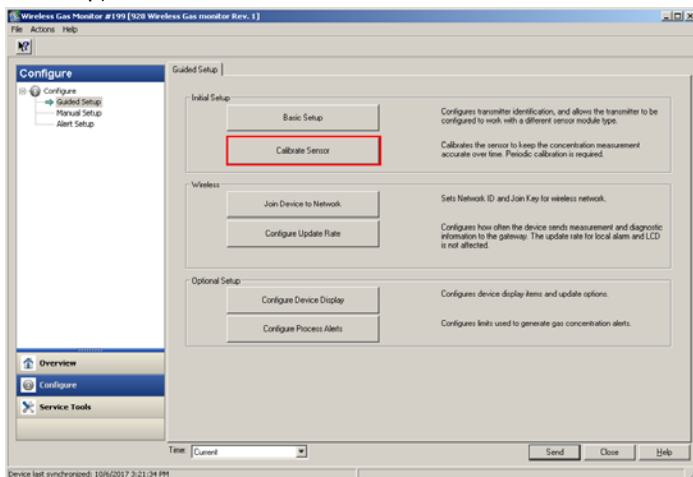 Wireless Gas Monitor #199 [928 Wireless Gas monitor Rev. 1]
File Actions Help
Configure
Configure
Guided Setup
Manual Setup
Alert Setup
Overview
Configure
Service Tools
Guided Setup
Initial Setup
Basic Setup
Configures transmitter identification, and allows the transmitter to be
configured to work with a different sensor module type.
Calibrate Sensor
Calibrates the sensor to keep the concentration measurement
accurate over time. Periodic calibration is required.
Wireless
Join Device to Network
Sets Network ID and Join Key for wireless network.
Configure Update Rate
Configures how often the device sends measurement and diagnostic
information to the gateway. The update rate for local alarm and LCD
is not affected.
Optional Setup
Configure Device Display
Configures device display items and update options.
Configure Process Alerts
Configures limits used to generate gas concentration alerts.
Time: Current
Send Close Help
Device last synchronized: 10/6/2017 3:21:34 PM